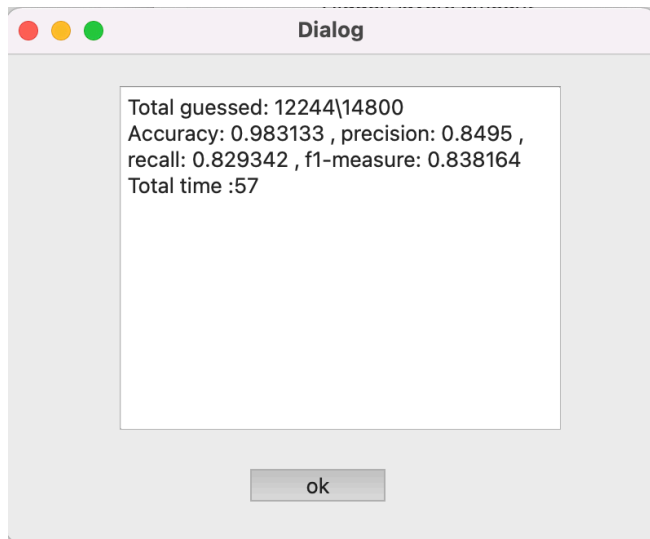 Dialog
Total guessed: 12244\14800
Accuracy: 0.983133 , precision: 0.8495 ,
recall: 0.829342 , f1-measure: 0.838164
Total time :57
ok